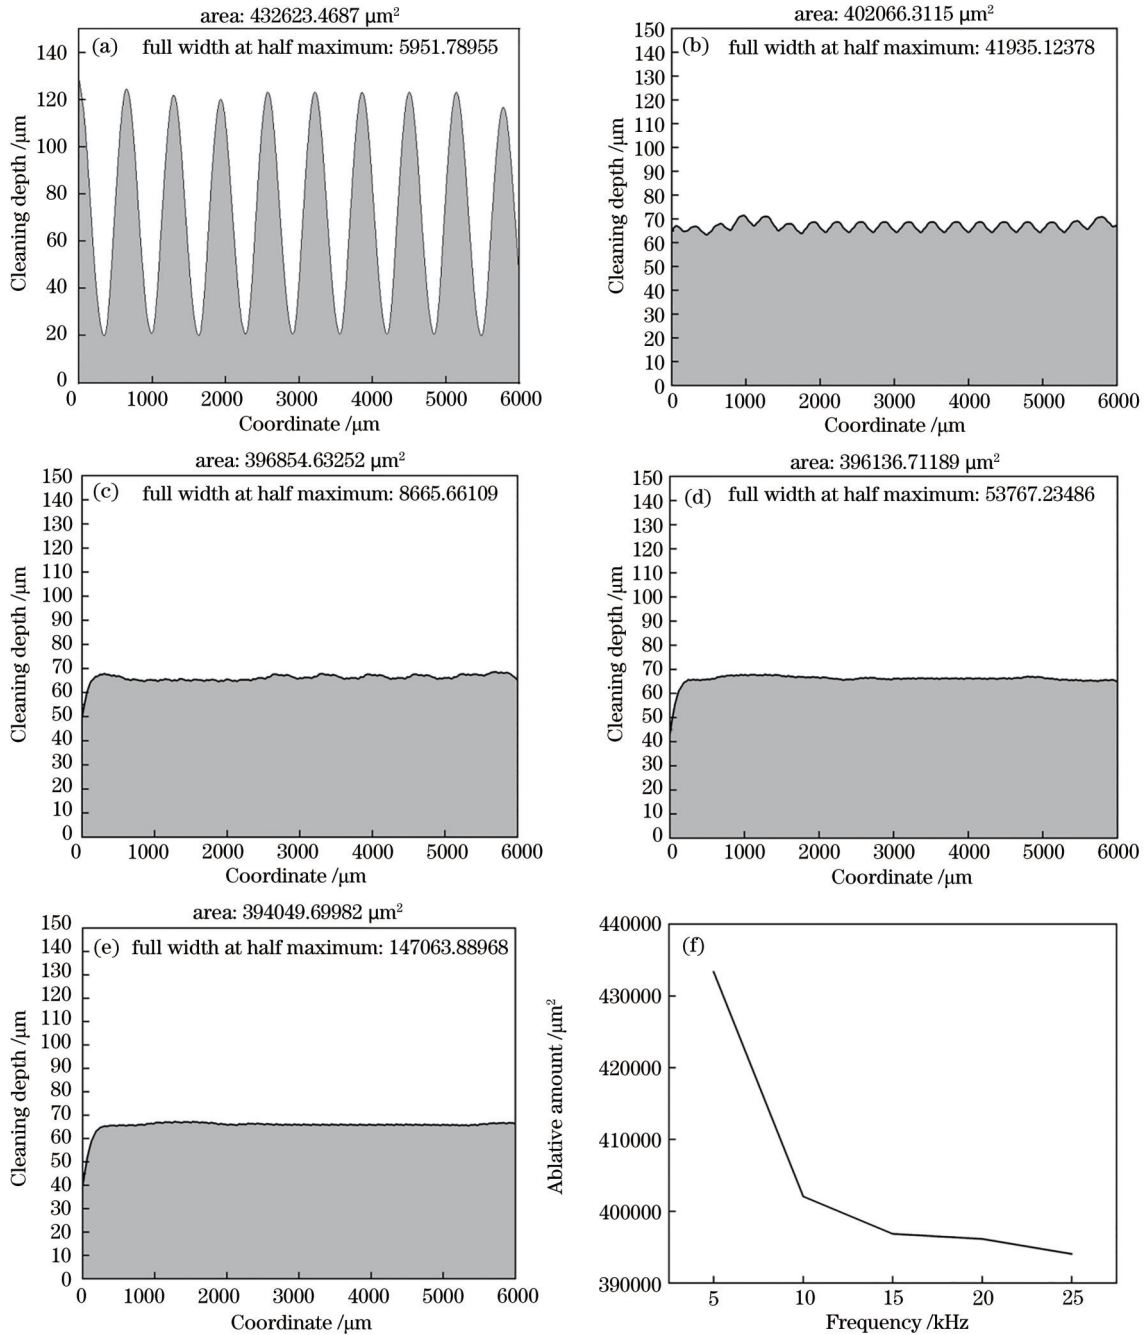 area: 432623.4687 μm²
(a) full width at half maximum: 5951.78955
140
120
100
80
60
40
20
0
Cleaning depth /μm
0 1000 2000 3000 4000 5000 6000
Coordinate /μm
area: 402066.3115 μm²
(b) full width at half maximum: 41935.12378
150
140
130
120
110
100
90
80
70
60
50
40
30
20
10
0
Cleaning depth /μm
0 1000 2000 3000 4000 5000 6000
Coordinate /μm
area: 396854.63252 μm²
(c) full width at half maximum: 8665.66109
150
140
130
120
110
100
90
80
70
60
50
40
30
20
10
0
Cleaning depth /μm
0 1000 2000 3000 4000 5000 6000
Coordinate /μm
area: 396136.71189 μm²
(d) full width at half maximum: 53767.23486
150
140
130
120
110
100
90
80
70
60
50
40
30
20
10
0
Cleaning depth /μm
0 1000 2000 3000 4000 5000 6000
Coordinate /μm
area: 394049.69982 μm²
(e) full width at half maximum: 147063.88968
150
140
130
120
110
100
90
80
70
60
50
40
30
20
10
0
Cleaning depth /μm
0 1000 2000 3000 4000 5000 6000
Coordinate /μm
(f)
440000
430000
420000
410000
400000
390000
Ablative amount /μm²
5 10 15 20 25
Frequency /kHz